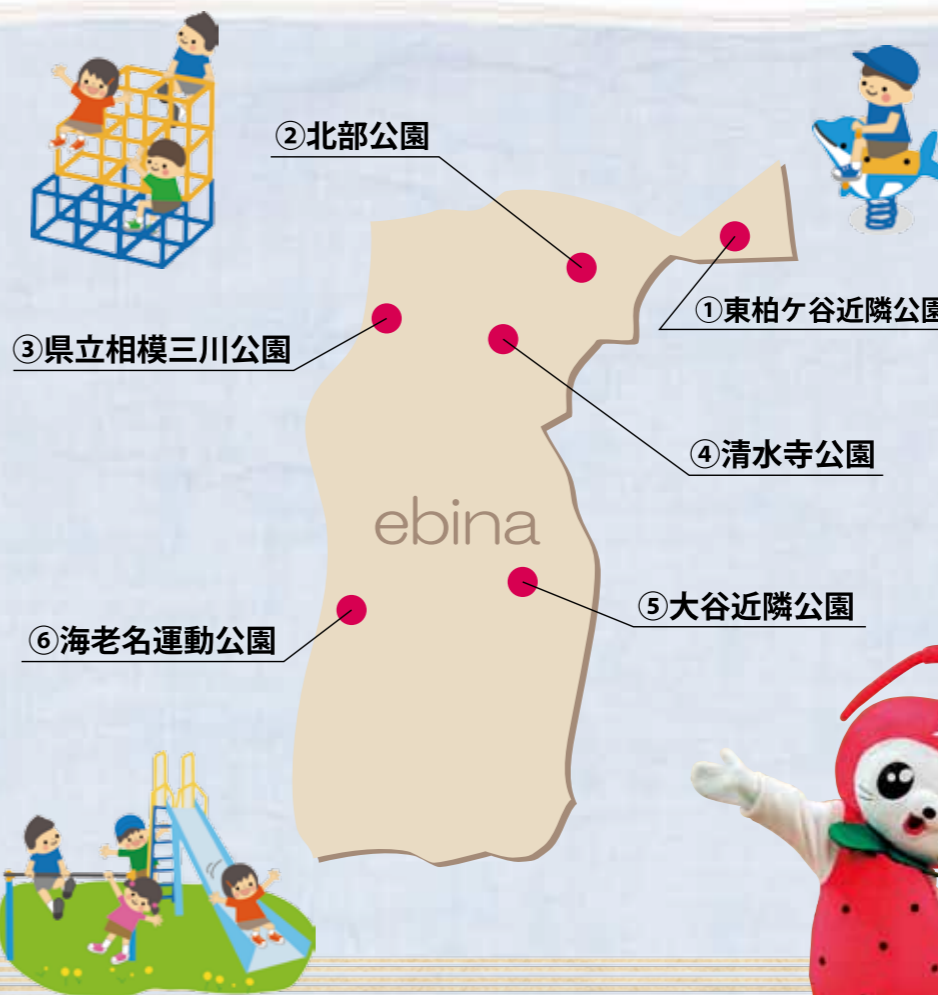 ②北部公園
①東柏ケ谷近隣公園
③県立相模三川公園
④清水寺公園
ebina
⑤大谷近隣公園
⑥海老名運動公園